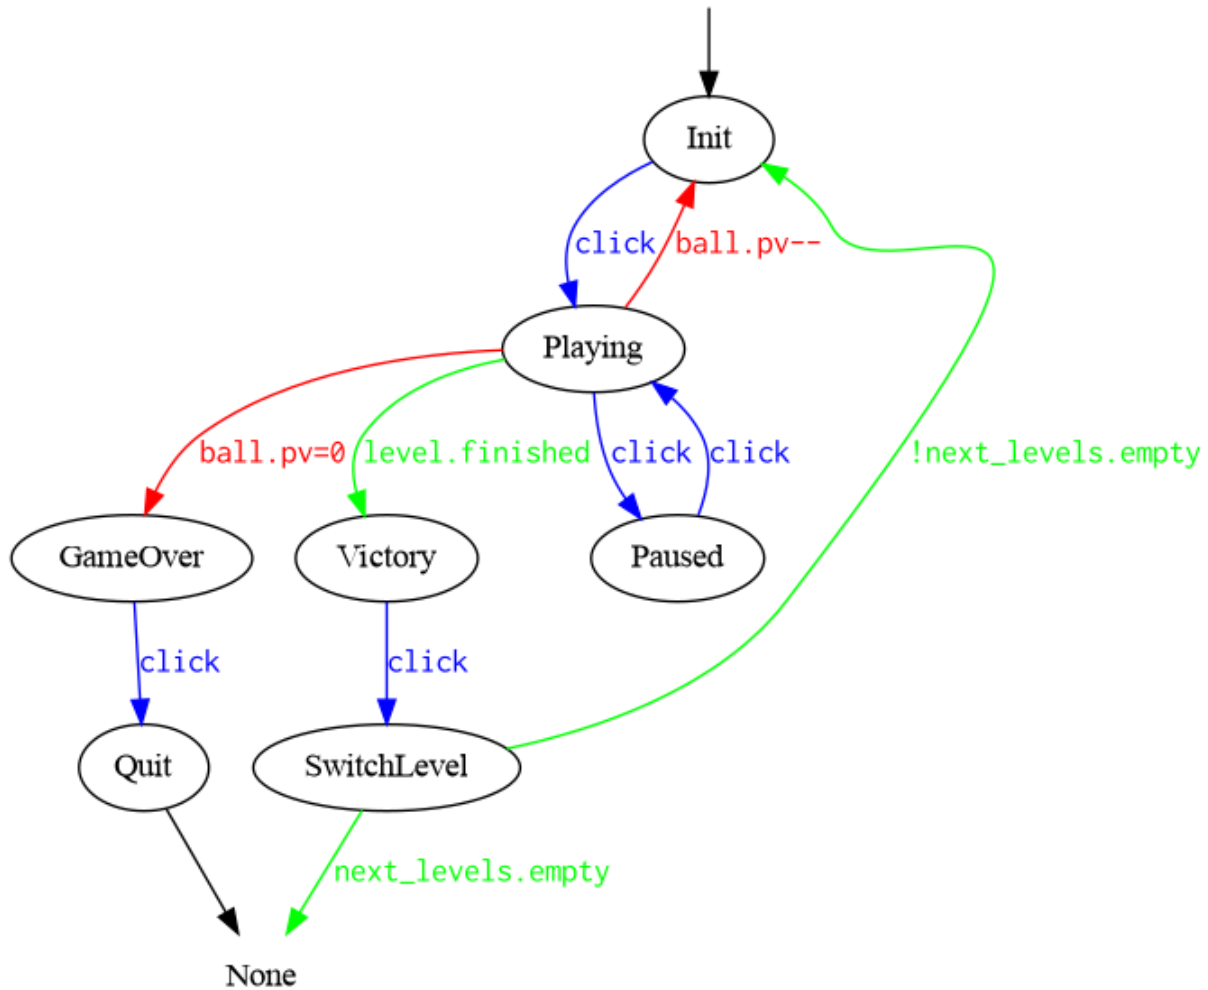 Init
click
ball.pv--
Playing
ball.pv=0
level.finished
click
click
!next_levels.empty
GameOver
Victory
Paused
click
click
Quit
SwitchLevel
next_levels.empty
None